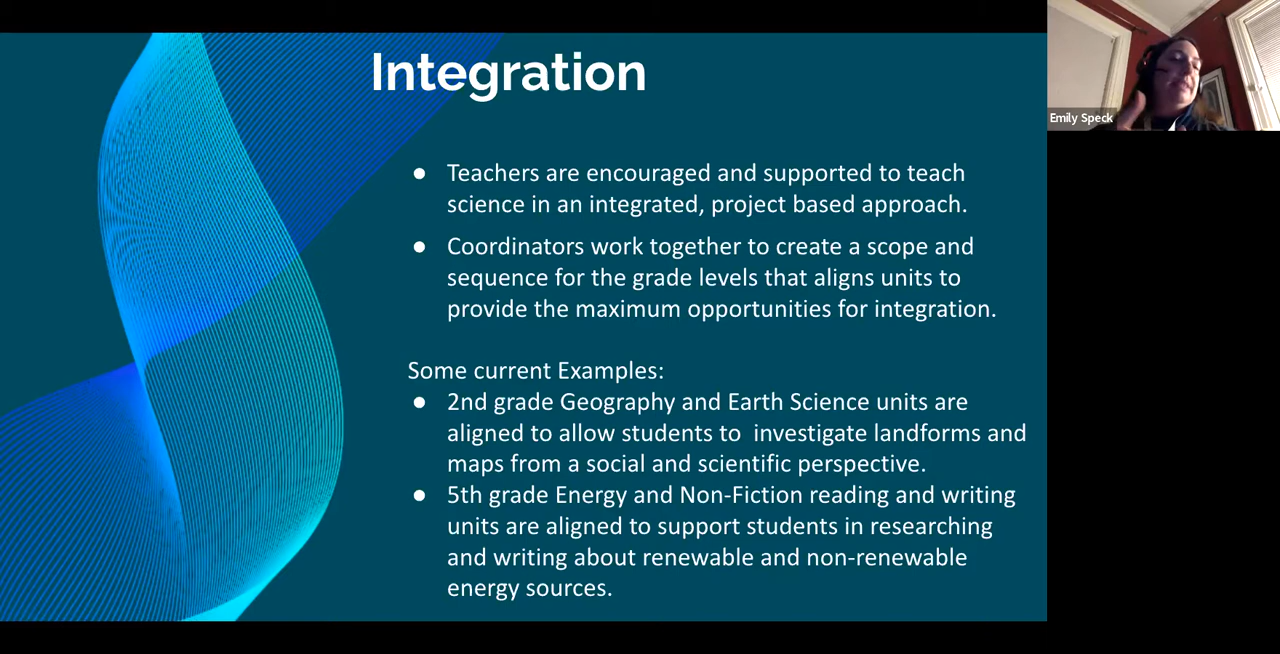 Integration
● Teachers are encouraged and supported to teach
science in an integrated, project based approach.
● Coordinators work together to create a scope and
sequence for the grade levels that aligns units to
provide the maximum opportunities for integration.
Some current Examples:
● 2nd grade Geography and Earth Science units are
aligned to allow students to  investigate landforms and
maps from a social and scientific perspective.
● 5th grade Energy and Non-Fiction reading and writing
units are aligned to support students in researching
and writing about renewable and non-renewable
energy sources.
Emily Speck